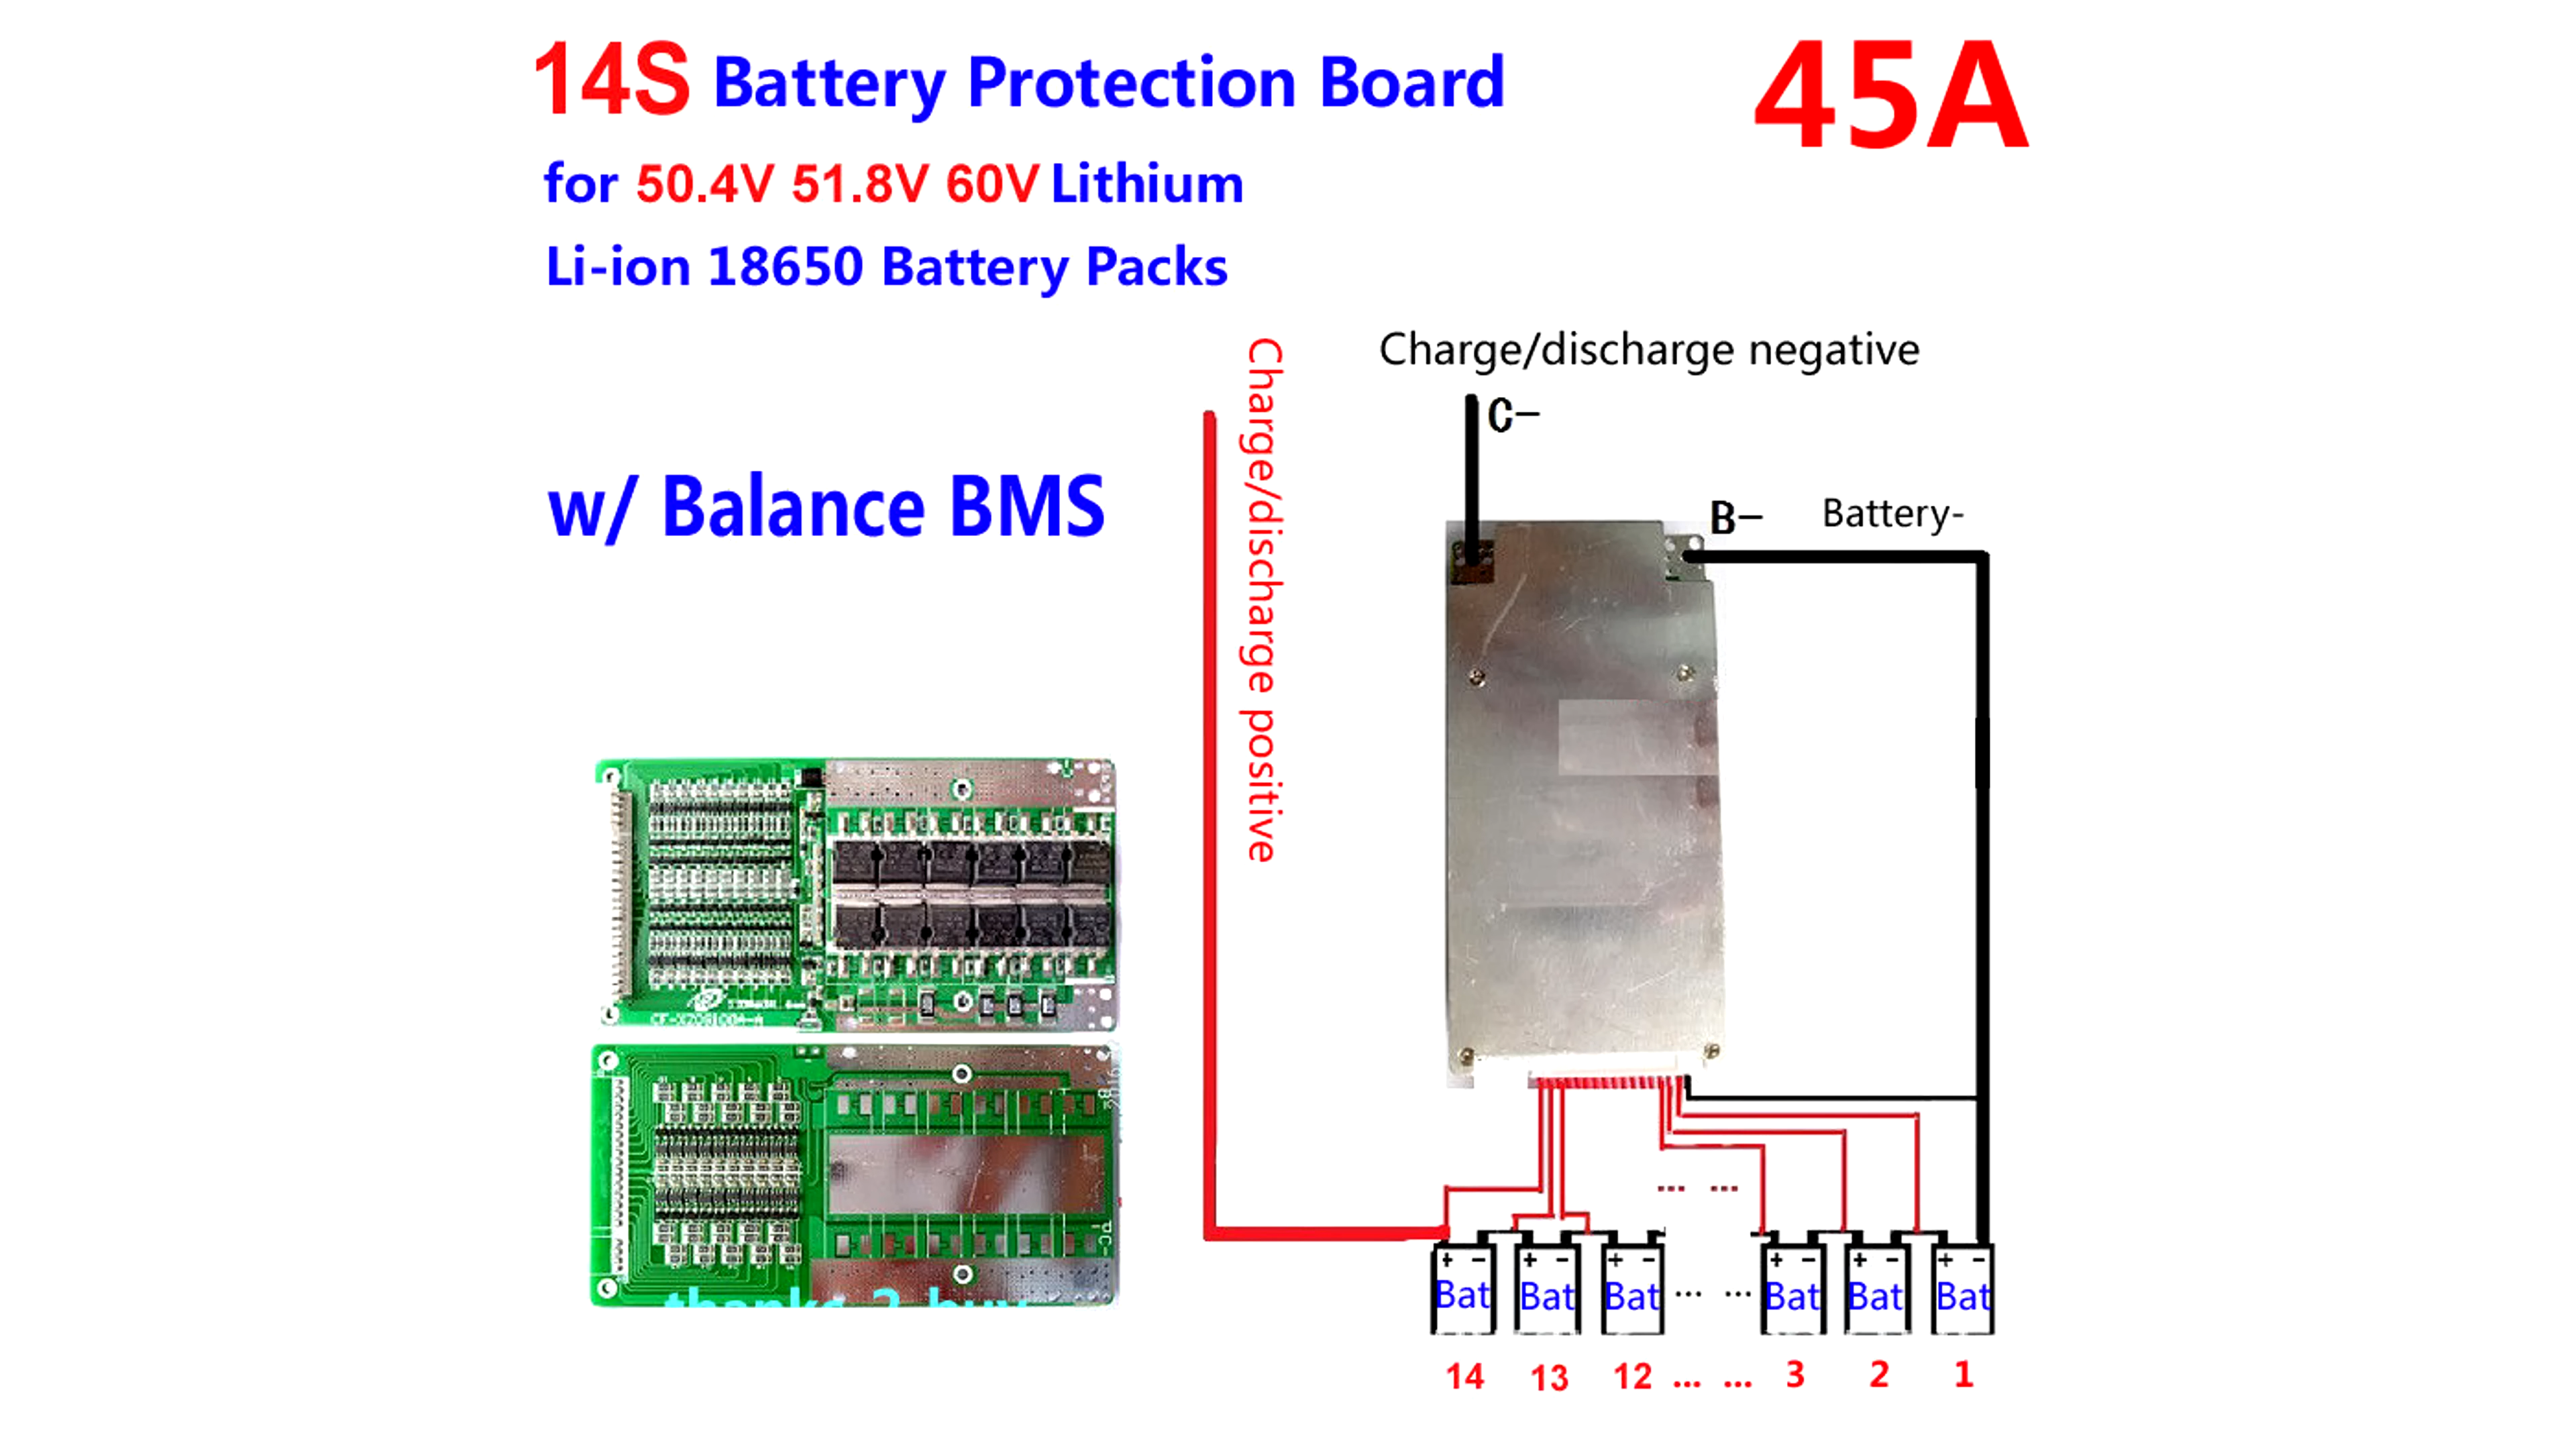 14S Battery Protection Board
45A
for 50.4V 51.8V 60V Lithium
Li-ion 18650 Battery Packs
w/ Balance BMS
Charge/discharge negative
C-
Charge/discharge positive
B- Battery-
+ - + - + - + - + - + -
Bat Bat Bat ... ... Bat Bat Bat
14 13 12 ... ... 3 2 1